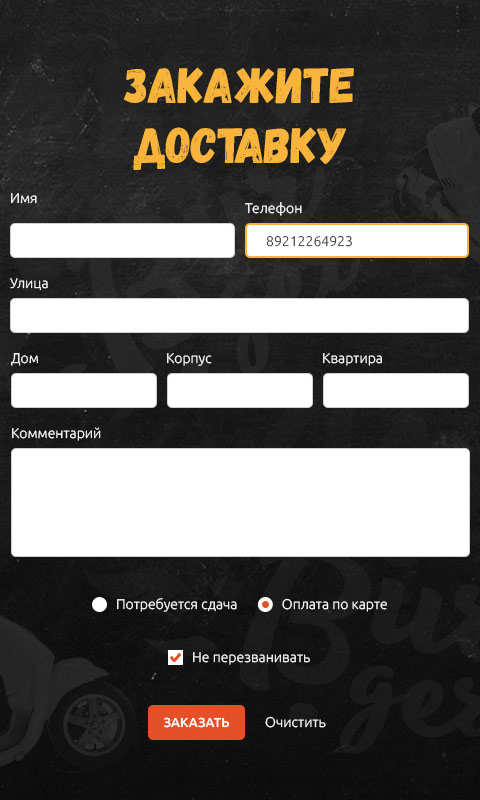 ЗАКАЖИТЕ
ДОСТАВКУ
Имя
Телефон
89212264923
Улица
Дом Корпус Квартира
Комментарий
Потребуется сдача Оплата по карте
Не перезванивать
ЗАКАЗАТЬ Очистить